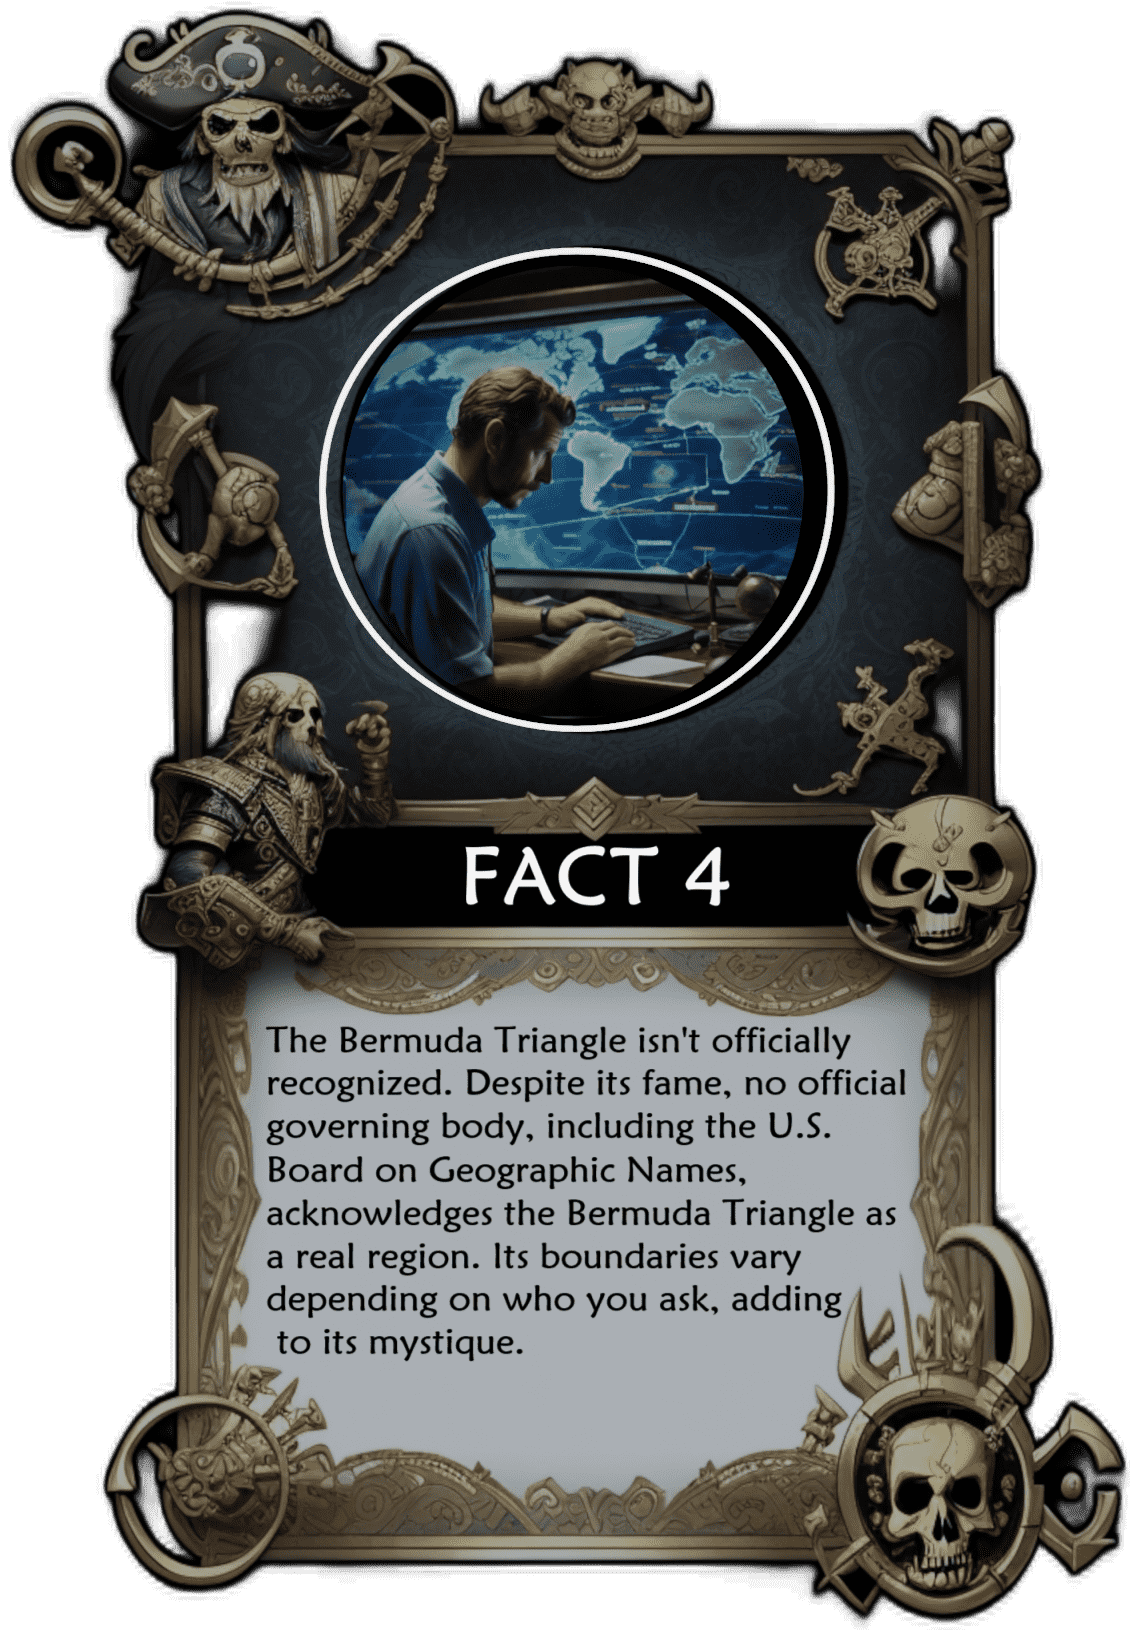 FACT 4
The Bermuda Triangle isn't officially
recognized. Despite its fame, no official
governing body, including the U.S.
Board on Geographic Names,
acknowledges the Bermuda Triangle as
a real region. Its boundaries vary
depending on who you ask, adding
to its mystique.